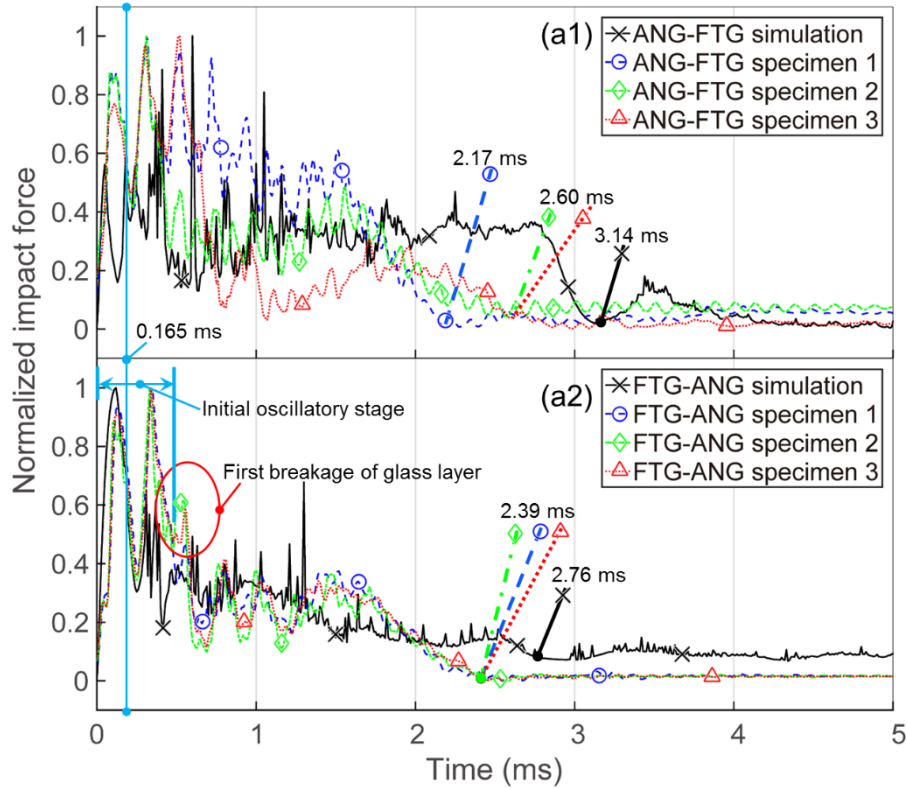 (a1)
ANG-FTG simulation
ANG-FTG specimen 1
ANG-FTG specimen 2
ANG-FTG specimen 3
1
0.8
0.6
0.4
0.2
0
2.17 ms
2.60 ms
3.14 ms
0.165 ms
Normalized impact force
(a2)
FTG-ANG simulation
FTG-ANG specimen 1
FTG-ANG specimen 2
FTG-ANG specimen 3
Initial oscillatory stage
First breakage of glass layer
1
0.8
0.6
0.4
0.2
0
2.39 ms
2.76 ms
0 1 2 3 4 5
Time (ms)